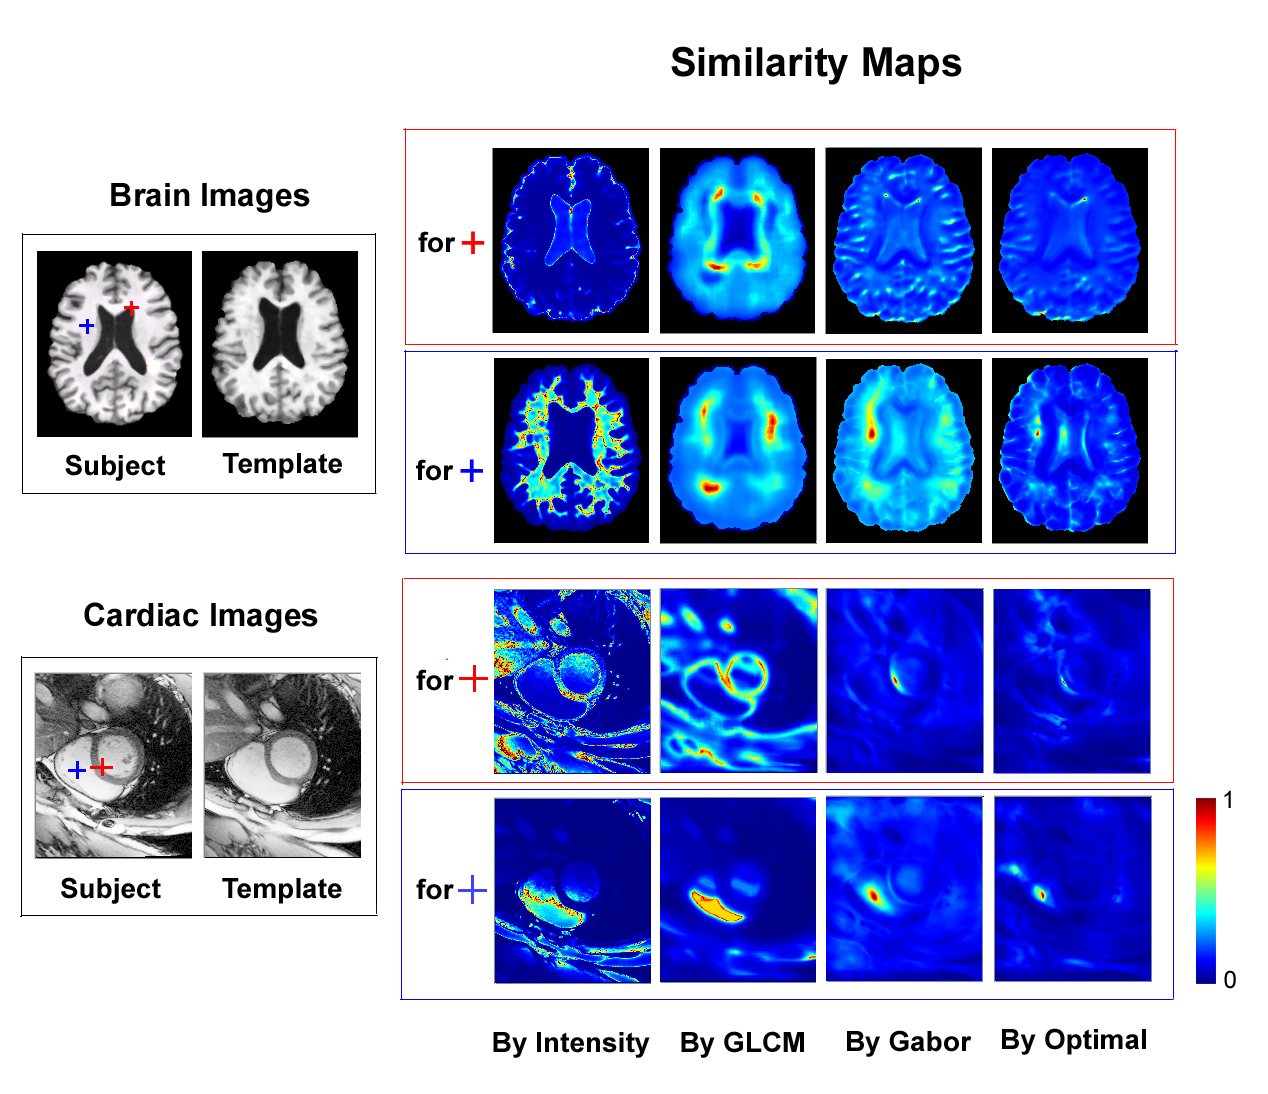 Similarity Maps
Brain Images
for
Subject
Template
for
Cardiac Images
for
Subject
Template
for
1
0
By Intensity
By GLCM
By Gabor
By Optimal